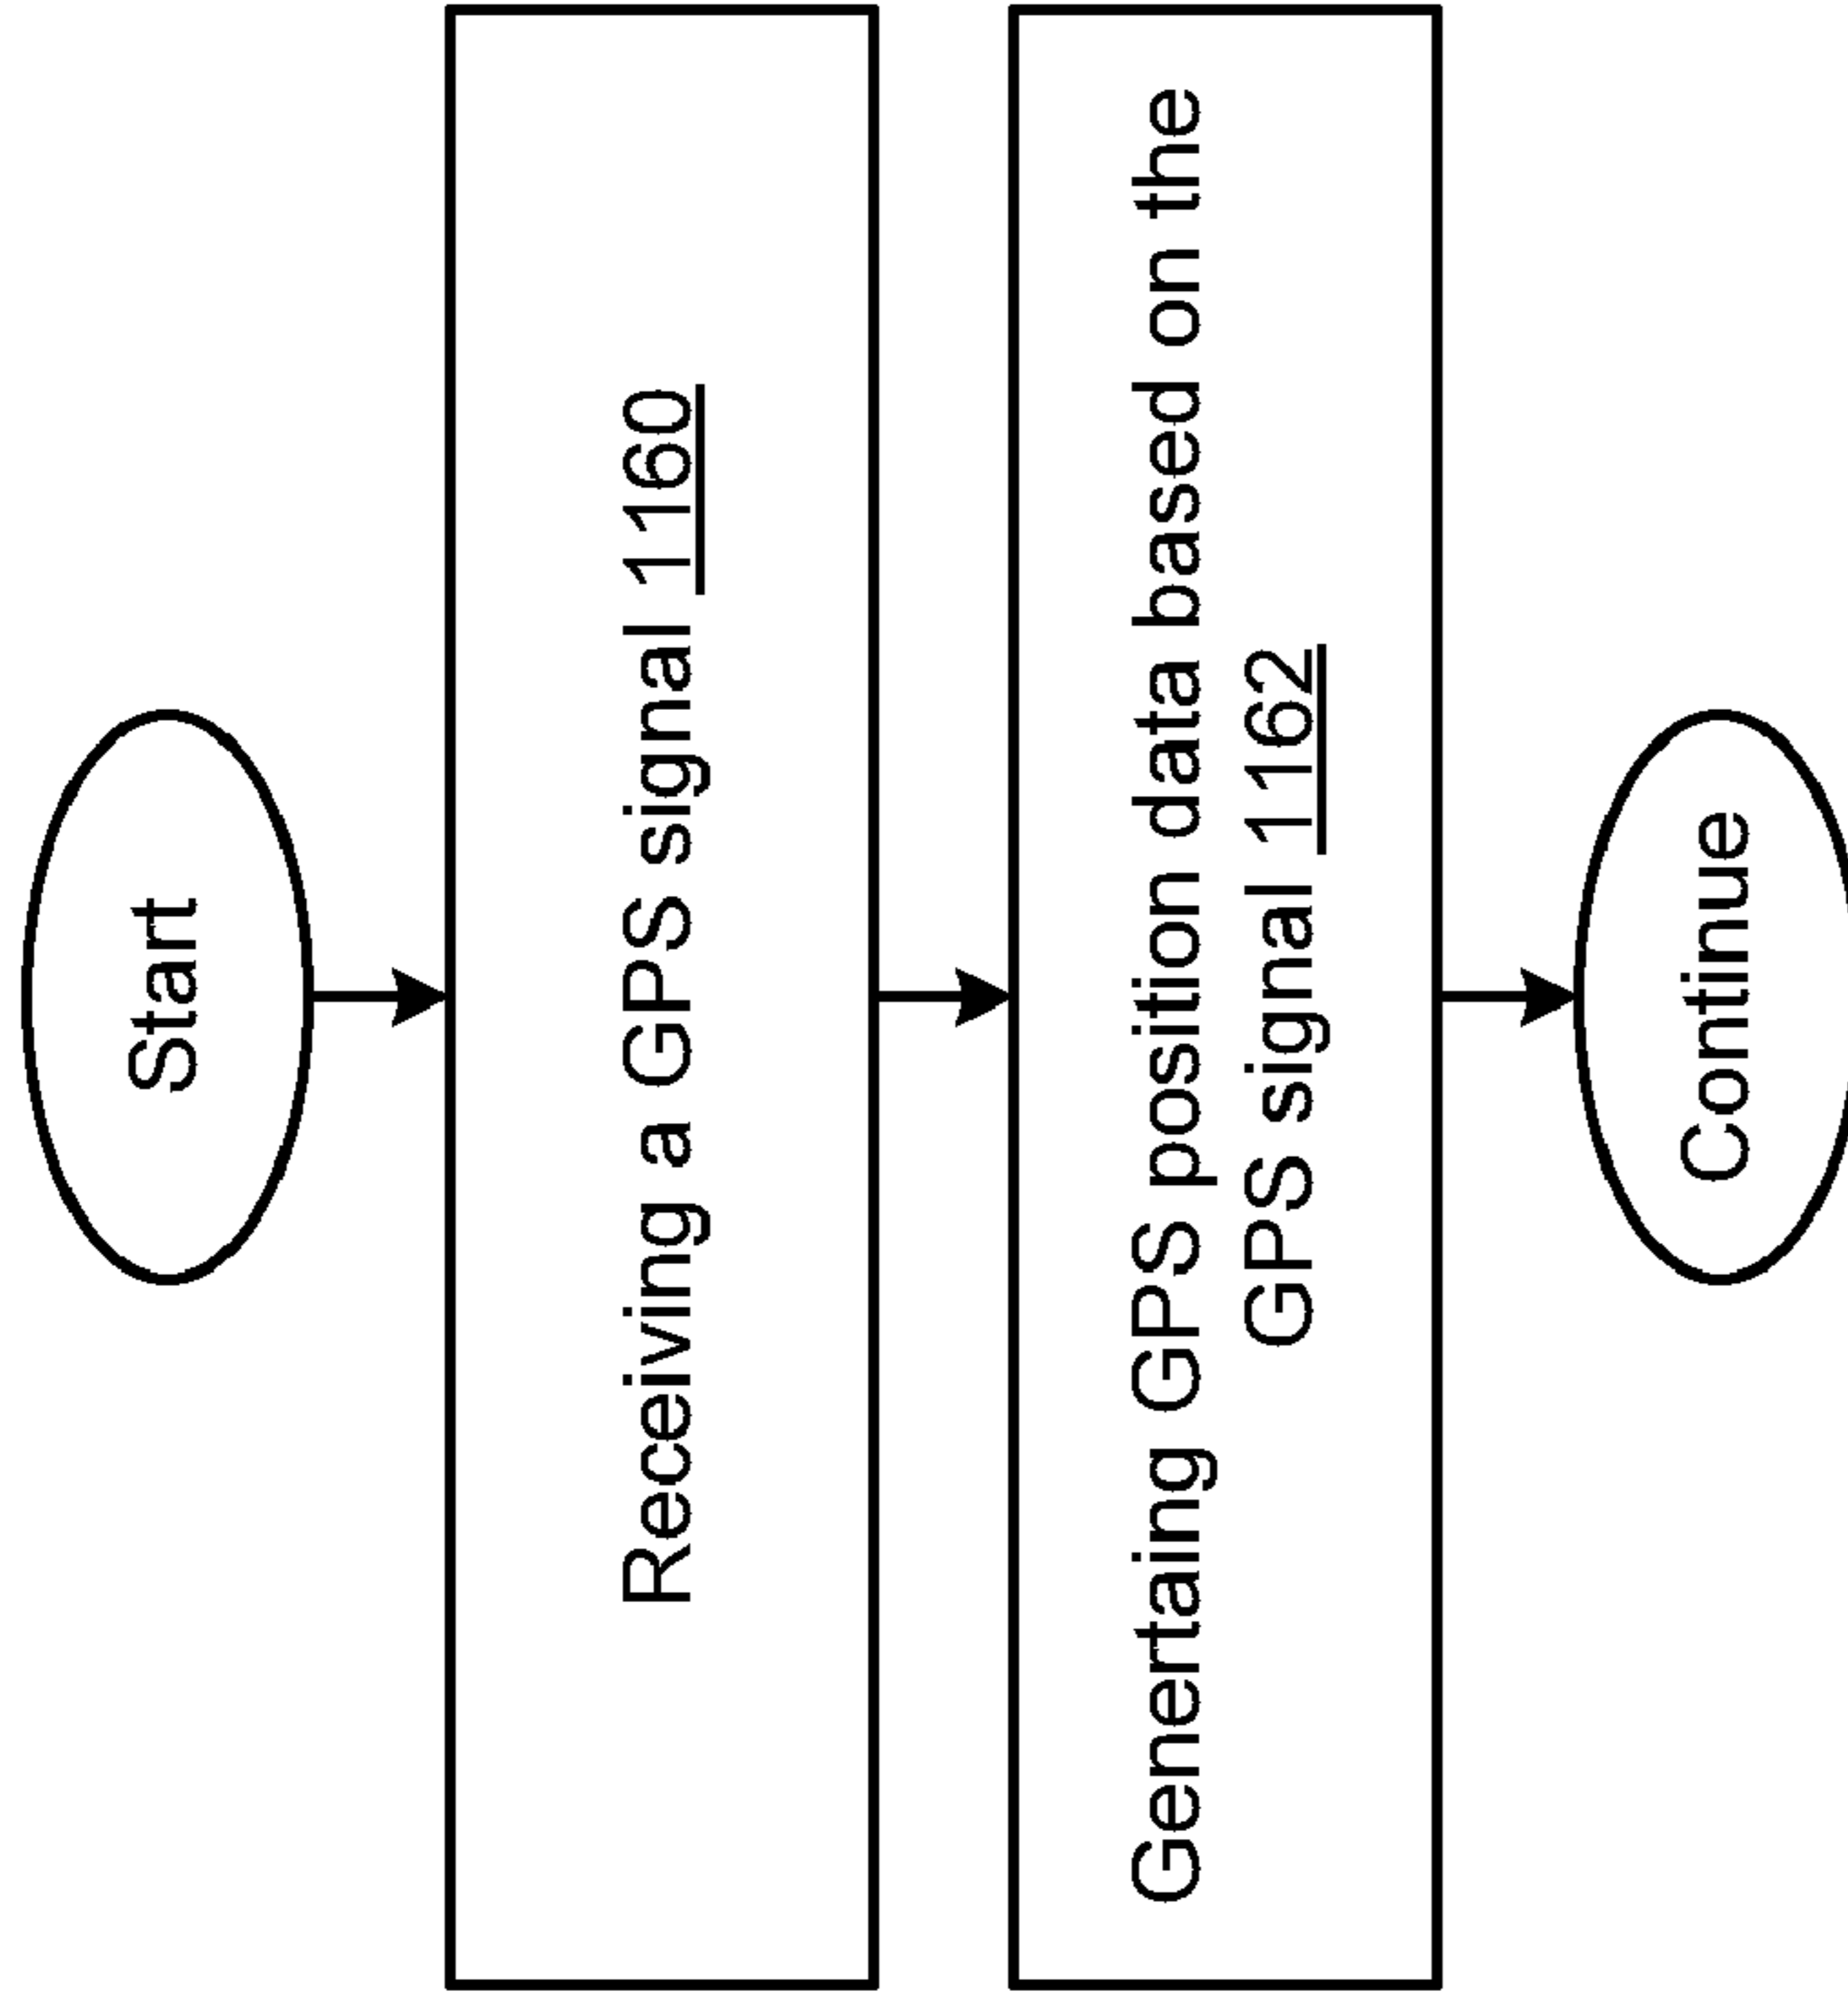 Start
Receiving a GPS signal 1160
Genertaing GPS position data based on the
GPS signal 1162
Continue